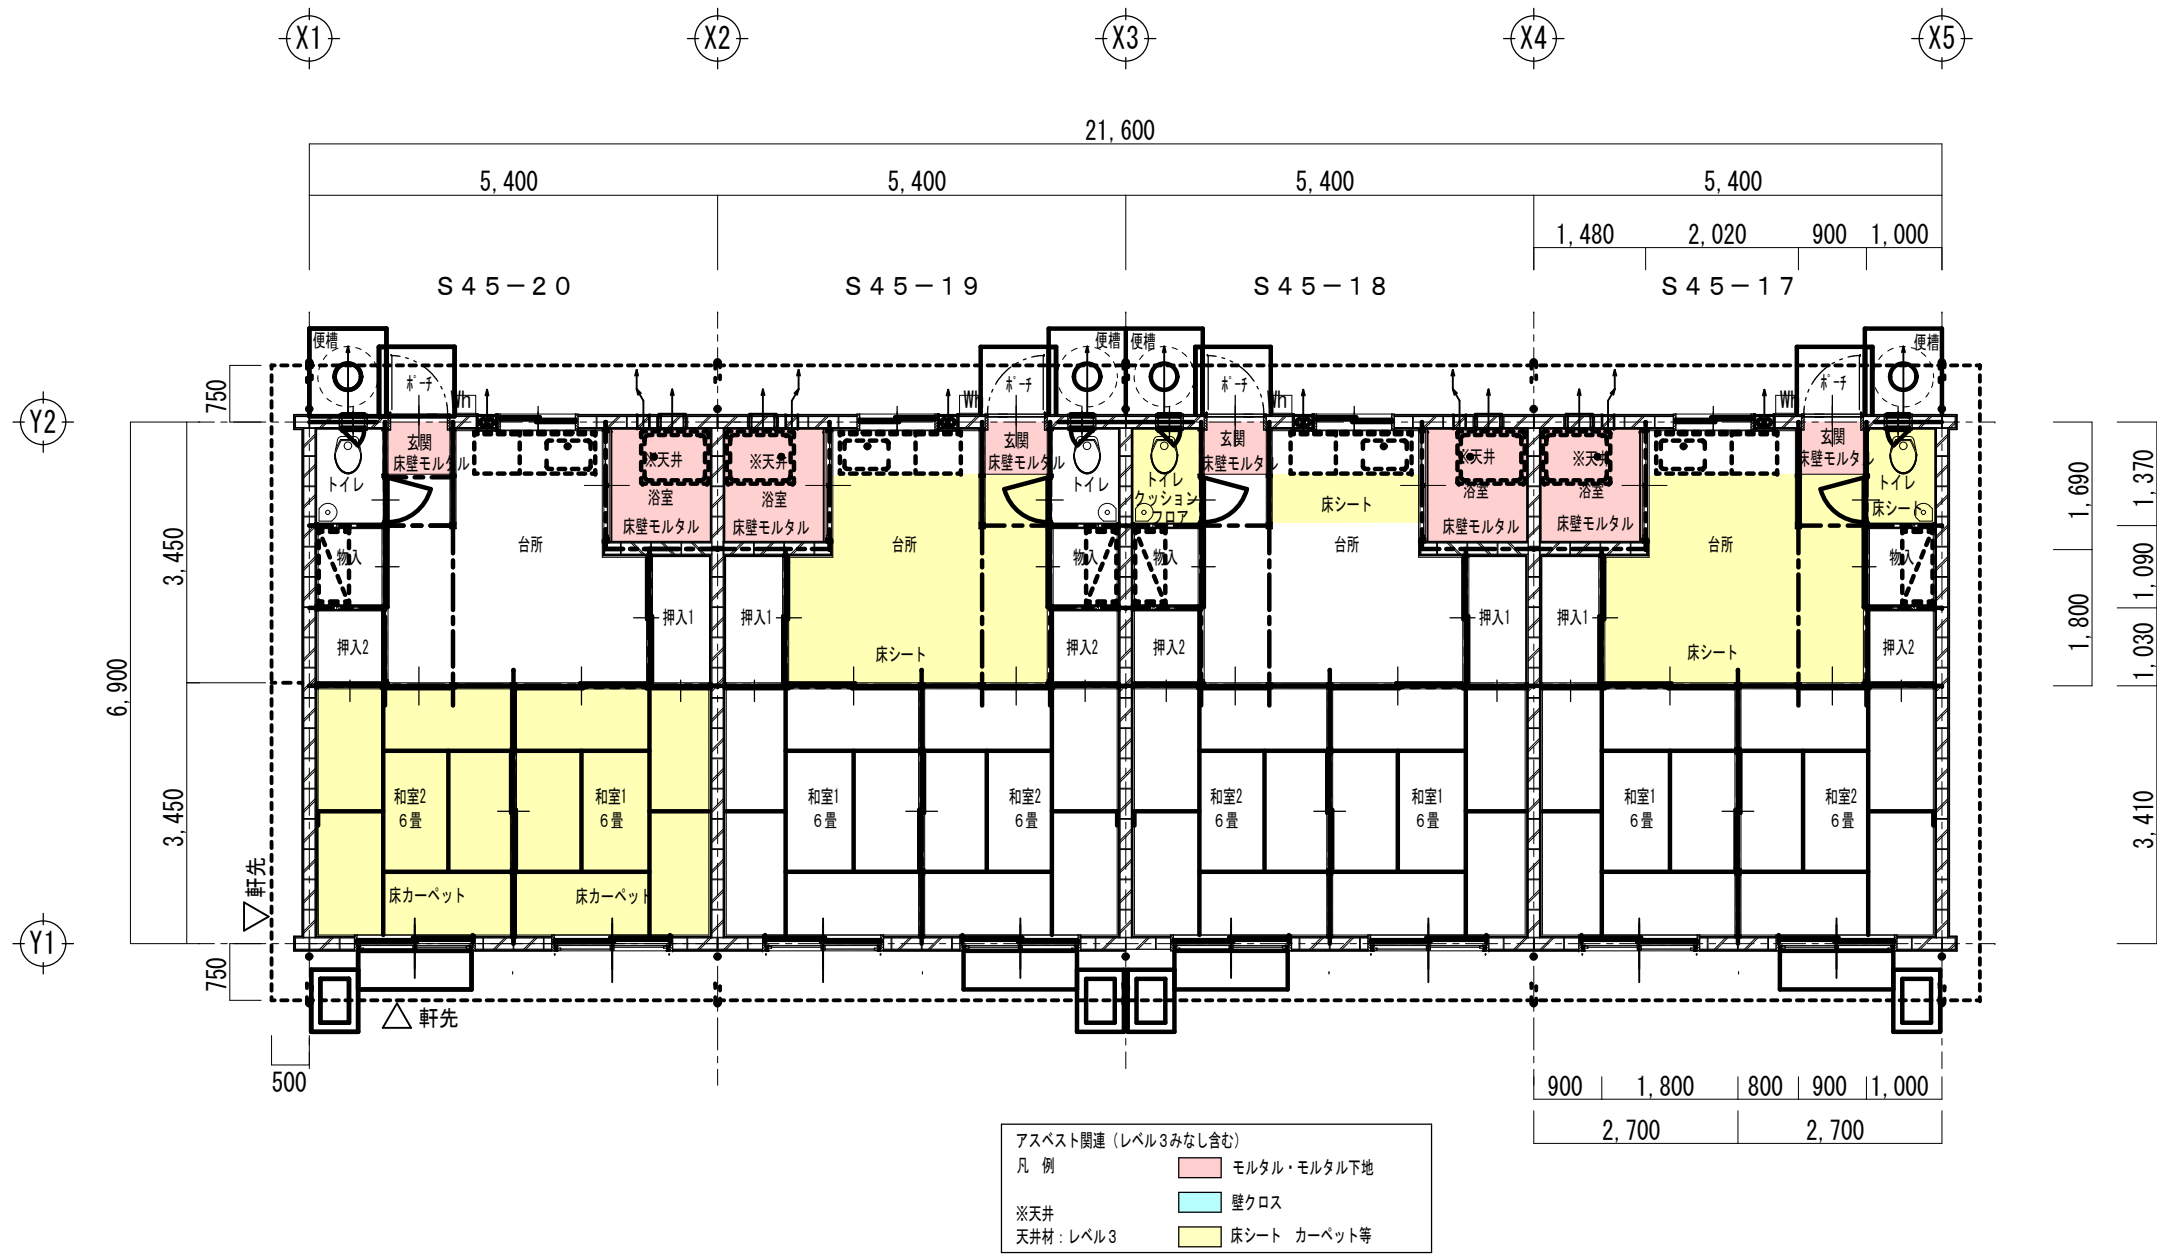 X1 X2 X3 X4 X5
21,600
5,400 5,400 5,400 5,400
1,480 2,020 900 1,000
S45-20 S45-19 S45-18 S45-17
便槽 便槽 便槽 便槽
ポーチ ポーチ ポーチ ポーチ
Wh Wh Wh Wh
750
Y2
玄関 玄関 玄関 玄関
床壁モルタル 床壁モルタル 床壁モルタル 床壁モルタル
※天井 ※天井 ※天井 ※天井
トイレ トイレ トイレ トイレ
浴室 浴室 浴室 浴室
クッション
フロア
床シート 床シート
床壁モルタル 床壁モルタル 床壁モルタル 床壁モルタル
台所 台所 台所 台所
物入 物入 物入 物入
押入1 押入1 押入1 押入1
押入2 押入2 押入2 押入2
床シート 床シート
3,450
6,900
3,450
1,690 1,370
1,090
1,800 1,030
3,410
和室2 和室1 和室1 和室2 和室2 和室1 和室1 和室2
6畳 6畳 6畳 6畳 6畳 6畳 6畳 6畳
床カーペット 床カーペット
軒先
Y1
750
軒先
500
900 1,800 800 900 1,000
2,700 2,700
アスベスト関連（レベル3みなし含む）
凡 例
モルタル・モルタル下地
壁クロス
※天井
天井材：レベル3
床シート カーペット等